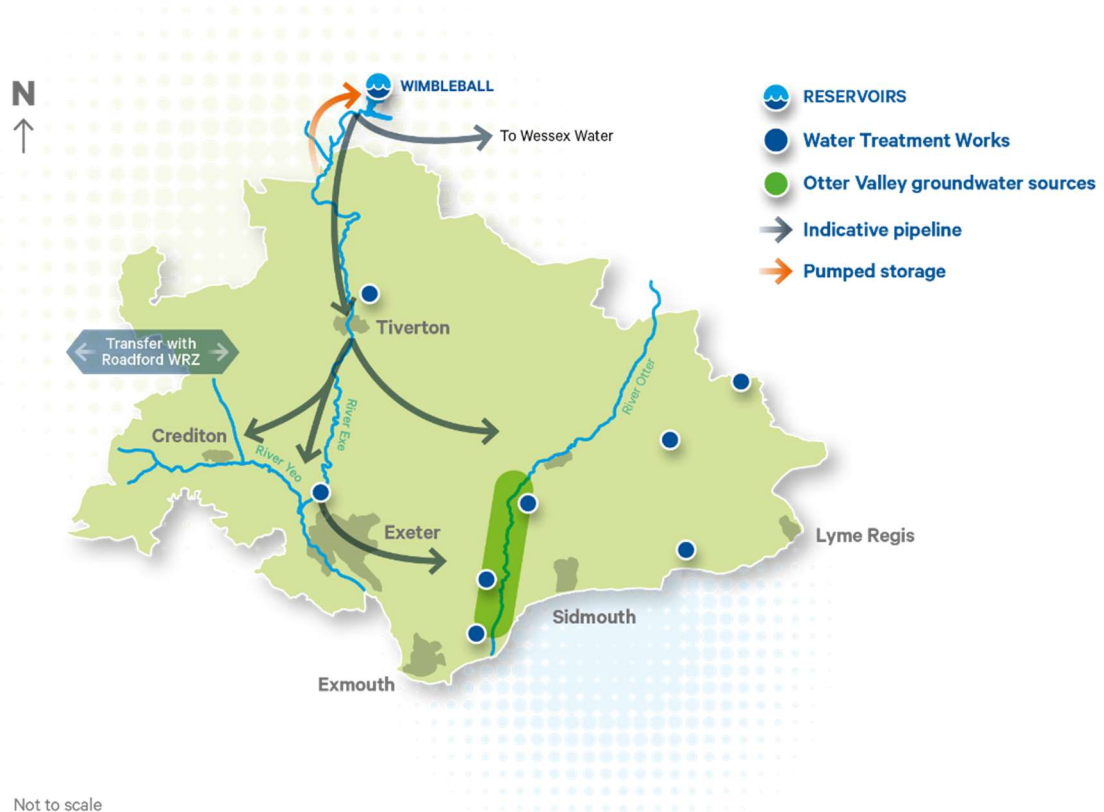 N
WIMBLEBALL
To Wessex Water
RESERVOIRS
Water Treatment Works
Otter Valley groundwater sources
Indicative pipeline
Pumped storage
Tiverton
Transfer with
Roadford WRZ
River Otter
River Exe
Crediton
River Yeo
Exeter
Lyme Regis
Sidmouth
Exmouth
Not to scale